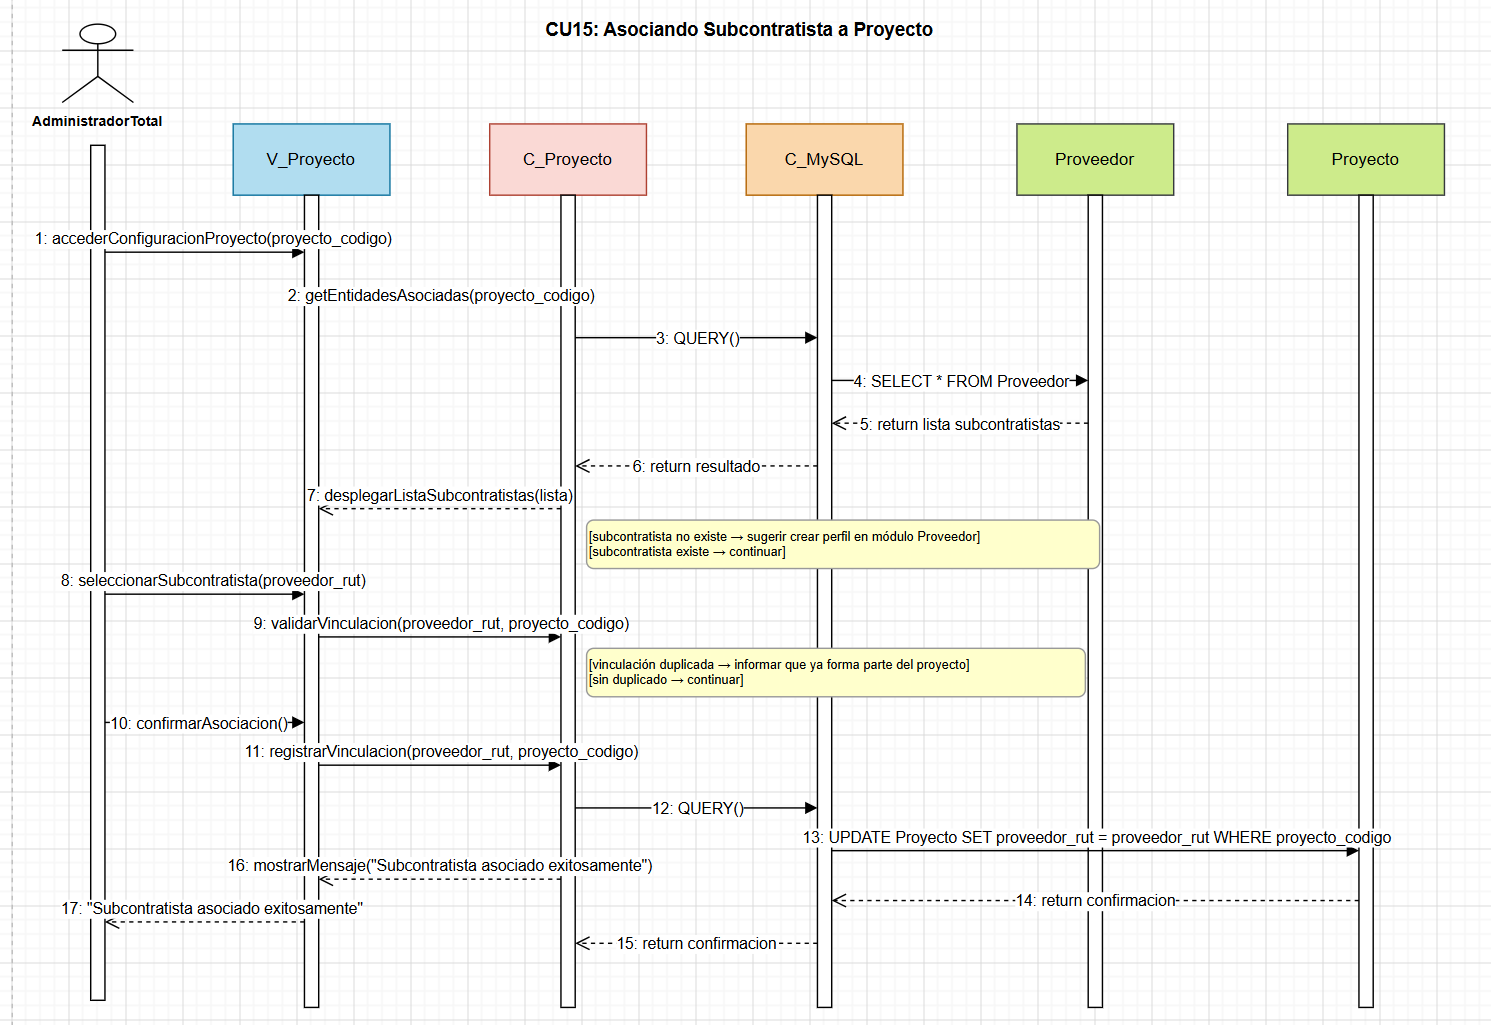 CU15: Asociando Subcontratista a Proyecto
AdministradorTotal
V_Proyecto
C_Proyecto
C_MySQL
Proveedor
Proyecto
1: accederConfiguracionProyecto(proyecto_codigo)
2: getEntidadesAsociadas(proyecto_codigo)
3: QUERY()
4: SELECT * FROM Proveedor
5: return lista subcontratistas
6: return resultado
7: desplegarListaSubcontratistas(lista)
[subcontratista no existe → sugerir crear perfil en módulo Proveedor]
[subcontratista existe → continuar]
8: seleccionarSubcontratista(proveedor_rut)
9: validarVinculacion(proveedor_rut, proyecto_codigo)
[vinculación duplicada → informar que ya forma parte del proyecto]
[sin duplicado → continuar]
10: confirmarAsociacion()
11: registrarVinculacion(proveedor_rut, proyecto_codigo)
12: QUERY()
13: UPDATE Proyecto SET proveedor_rut = proveedor_rut WHERE proyecto_codigo
16: mostrarMensaje("Subcontratista asociado exitosamente")
14: return confirmacion
17: "Subcontratista asociado exitosamente"
15: return confirmacion